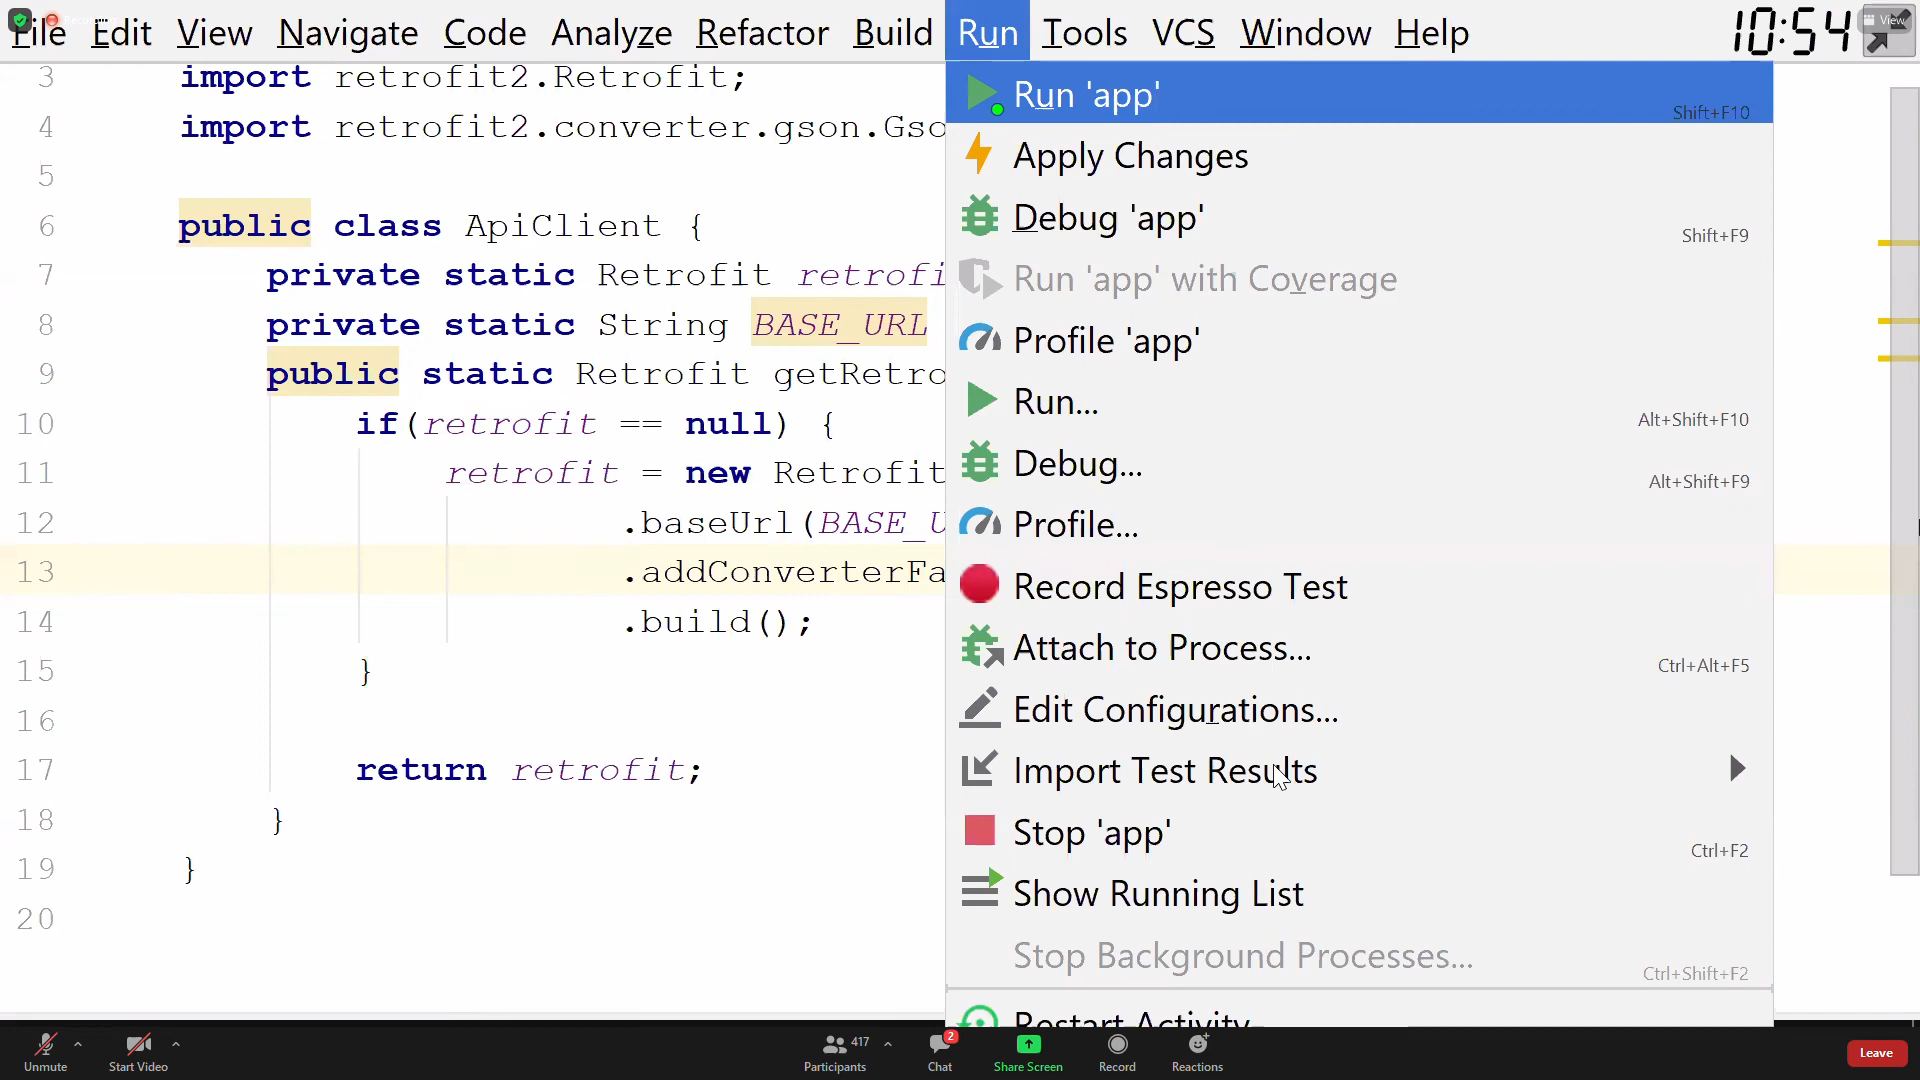 File Edit View Navigate Code Analyze Refactor Build Run Tools VCS Window Help 10:54 View
3 import retrofit2.Retrofit;
4 import retrofit2.converter.gson.Gso
5
6 public class ApiClient {
7 private static Retrofit retrofi
8 private static String BASE_URL
9 public static Retrofit getRetro
10 if(retrofit == null) {
11 retrofit = new Retrofit
12 .baseUrl(BASE_U
13 .addConverterFa
14 .build();
15 }
16
17 return retrofit;
18 }
19 }
20
Run 'app' Shift+F10
Apply Changes
Debug 'app' Shift+F9
Run 'app' with Coverage
Profile 'app'
Run... Alt+Shift+F10
Debug... Alt+Shift+F9
Profile...
Record Espresso Test
Attach to Process... Ctrl+Alt+F5
Edit Configurations...
Import Test Results
Stop 'app' Ctrl+F2
Show Running List
Stop Background Processes... Ctrl+Shift+F2
Restart Activity
Unmute Start Video Participants 417 Chat 2 Share Screen Record Reactions Leave